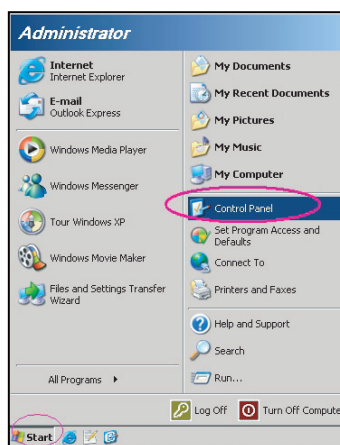 Administrator
Internet
Internet Explorer
E-mail
Outlook Express
Windows Media Player
Windows Messenger
Tour Windows XP
Windows Movie Maker
Files and Settings Transfer
Wizard
All Programs
My Documents
My Recent Documents
My Pictures
My Music
My Computer
Control Panel
Set Program Access and
Defaults
Connect To
Printers and Faxes
Help and Support
Search
Run...
Log Off
Turn Off Compute
Start